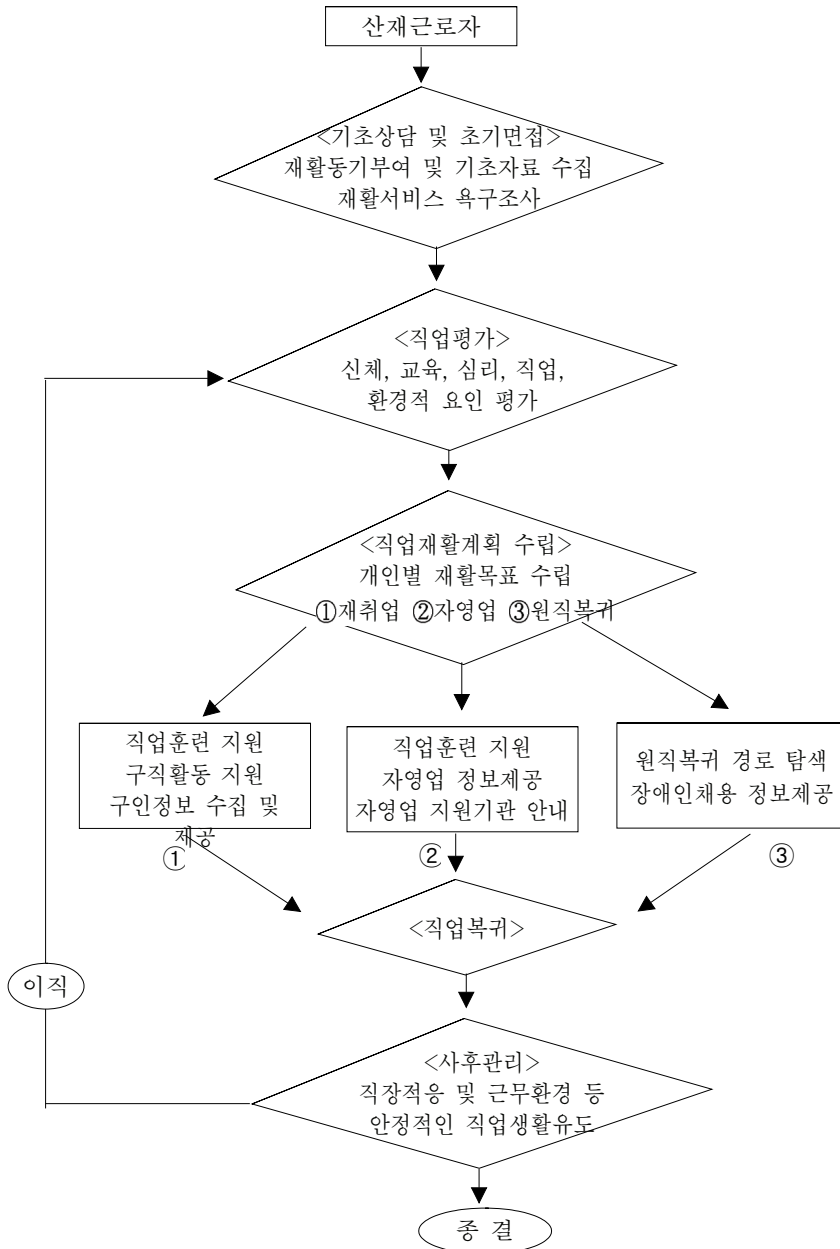 산재근로자
<기초상담 및 초기면접>
재활동기부여 및 기초자료 수집
재활서비스 욕구조사
<직업평가>
신체, 교육, 심리, 직업,
환경적 요인 평가
<직업재활계획 수립>
개인별 재활목표 수립
①재취업 ②자영업 ③원직복귀
직업훈련 지원
구직활동 지원
구인정보 수집 및
제공
①
직업훈련 지원
자영업 정보제공
자영업 지원기관 안내
②
원직복귀 경로 탐색
장애인채용 정보제공
③
<직업복귀>
이직
<사후관리>
직장적응 및 근무환경 등
안정적인 직업생활유도
종 결